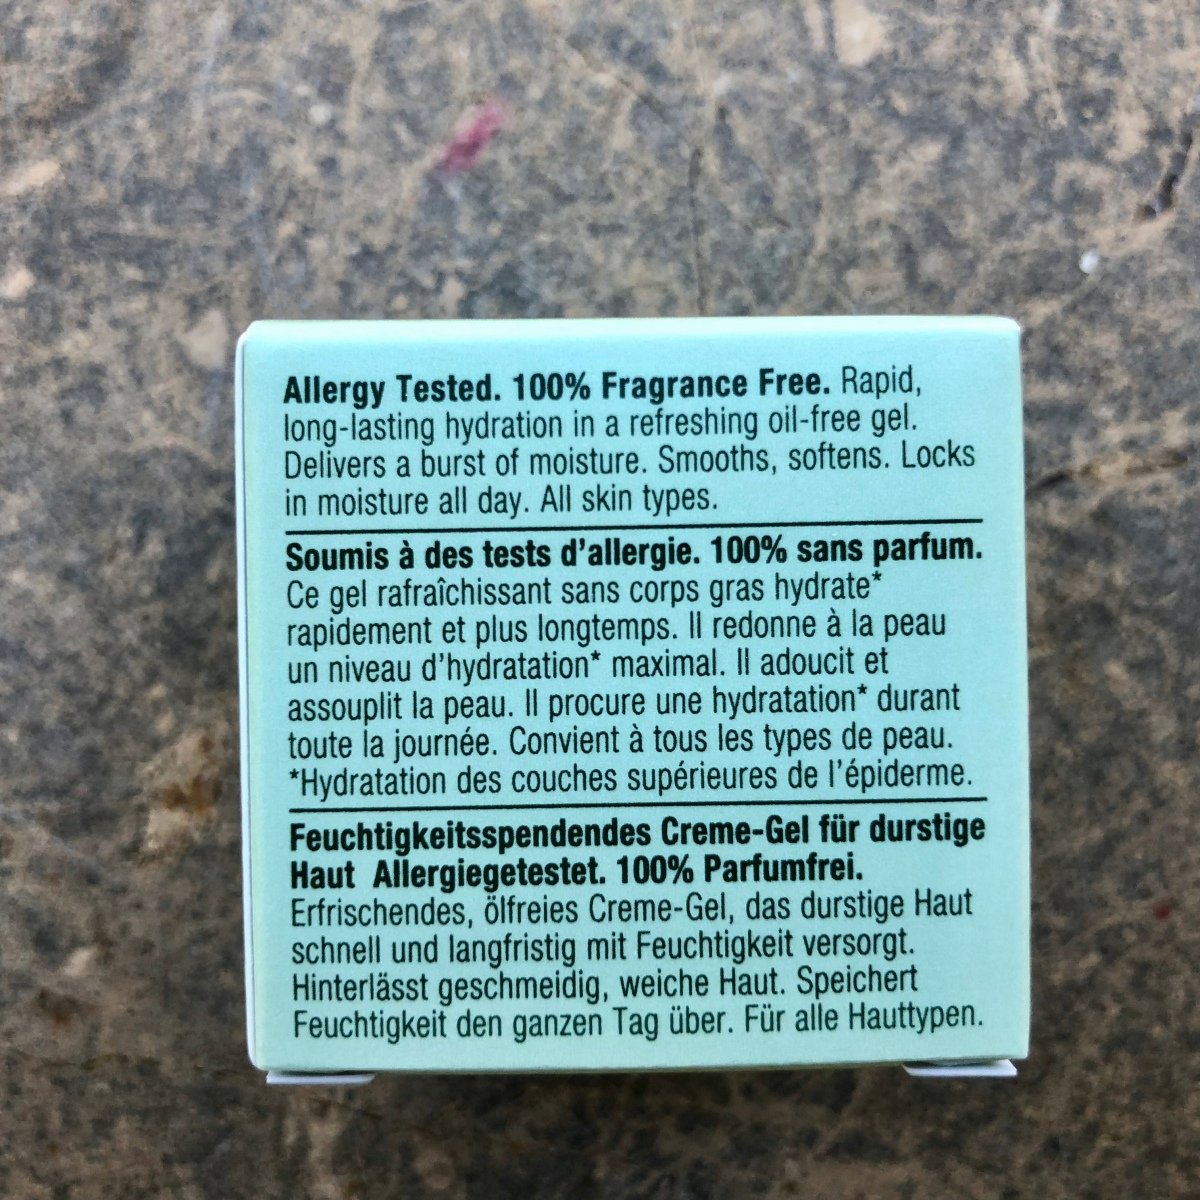 Allergy Tested. 100% Fragrance Free. Rapid,
long-lasting hydration in a refreshing oil-free gel.
Delivers a burst of moisture. Smooths, softens. Locks
in moisture all day. All skin types.
Soumis à des tests d'allergie. 100% sans parfum.
Ce gel rafraîchissant sans corps gras hydrate*
rapidement et plus longtemps. Il redonne à la peau
un niveau d'hydratation* maximal. Il adoucit et
assouplit la peau. Il procure une hydratation* durant
toute la journée. Convient à tous les types de peau.
*Hydratation des couches supérieures de l'épiderme.
Feuchtigkeitsspendendes Creme-Gel für durstige
Haut Allergiegetestet. 100% Parfumfrei.
Erfrischendes, ölfreies Creme-Gel, das durstige Haut
schnell und langfristig mit Feuchtigkeit versorgt.
Hinterlässt geschmeidig, weiche Haut. Speichert
Feuchtigkeit den ganzen Tag über. Für alle Hauttypen.